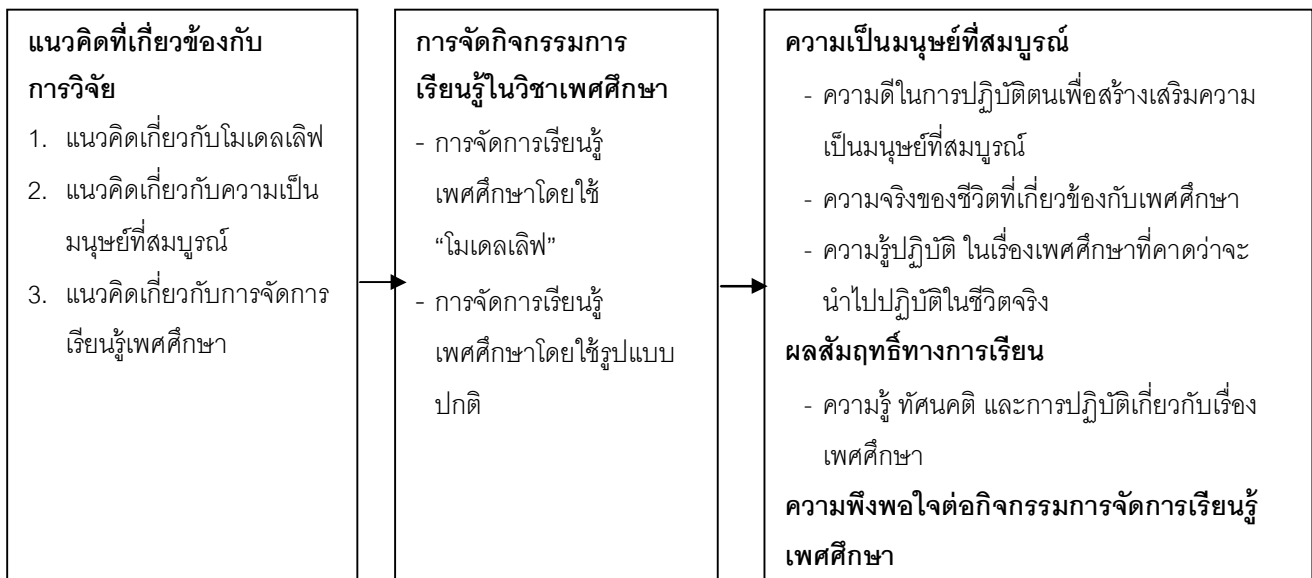 แนวคิดที่เกี่ยวข้องกับ
การวิจัย
1. แนวคิดเกี่ยวกับโมเดลเลิฟ
2. แนวคิดเกี่ยวกับความเป็น
มนุษย์ที่สมบูรณ์
3. แนวคิดเกี่ยวกับการจัดการ
เรียนรู้เพศศึกษา
การจัดกิจกรรมการ
เรียนรู้ในวิชาเพศศึกษา
- การจัดการเรียนรู้
เพศศึกษาโดยใช้
“โมเดลเลิฟ”
- การจัดการเรียนรู้
เพศศึกษาโดยใช้รูปแบบ
ปกติ
ความเป็นมนุษย์ที่สมบูรณ์
- ความดีในการปฏิบัติตนเพื่อสร้างเสริมความ
เป็นมนุษย์ที่สมบูรณ์
- ความจริงของชีวิตที่เกี่ยวข้องกับเพศศึกษา
- ความรู้ปฏิบัติ ในเรื่องเพศศึกษาที่คาดว่าจะ
นำไปปฏิบัติในชีวิตจริง
ผลสัมฤทธิ์ทางการเรียน
- ความรู้ ทัศนคติ และการปฏิบัติเกี่ยวกับเรื่อง
เพศศึกษา
ความพึงพอใจต่อกิจกรรมการจัดการเรียนรู้
เพศศึกษา